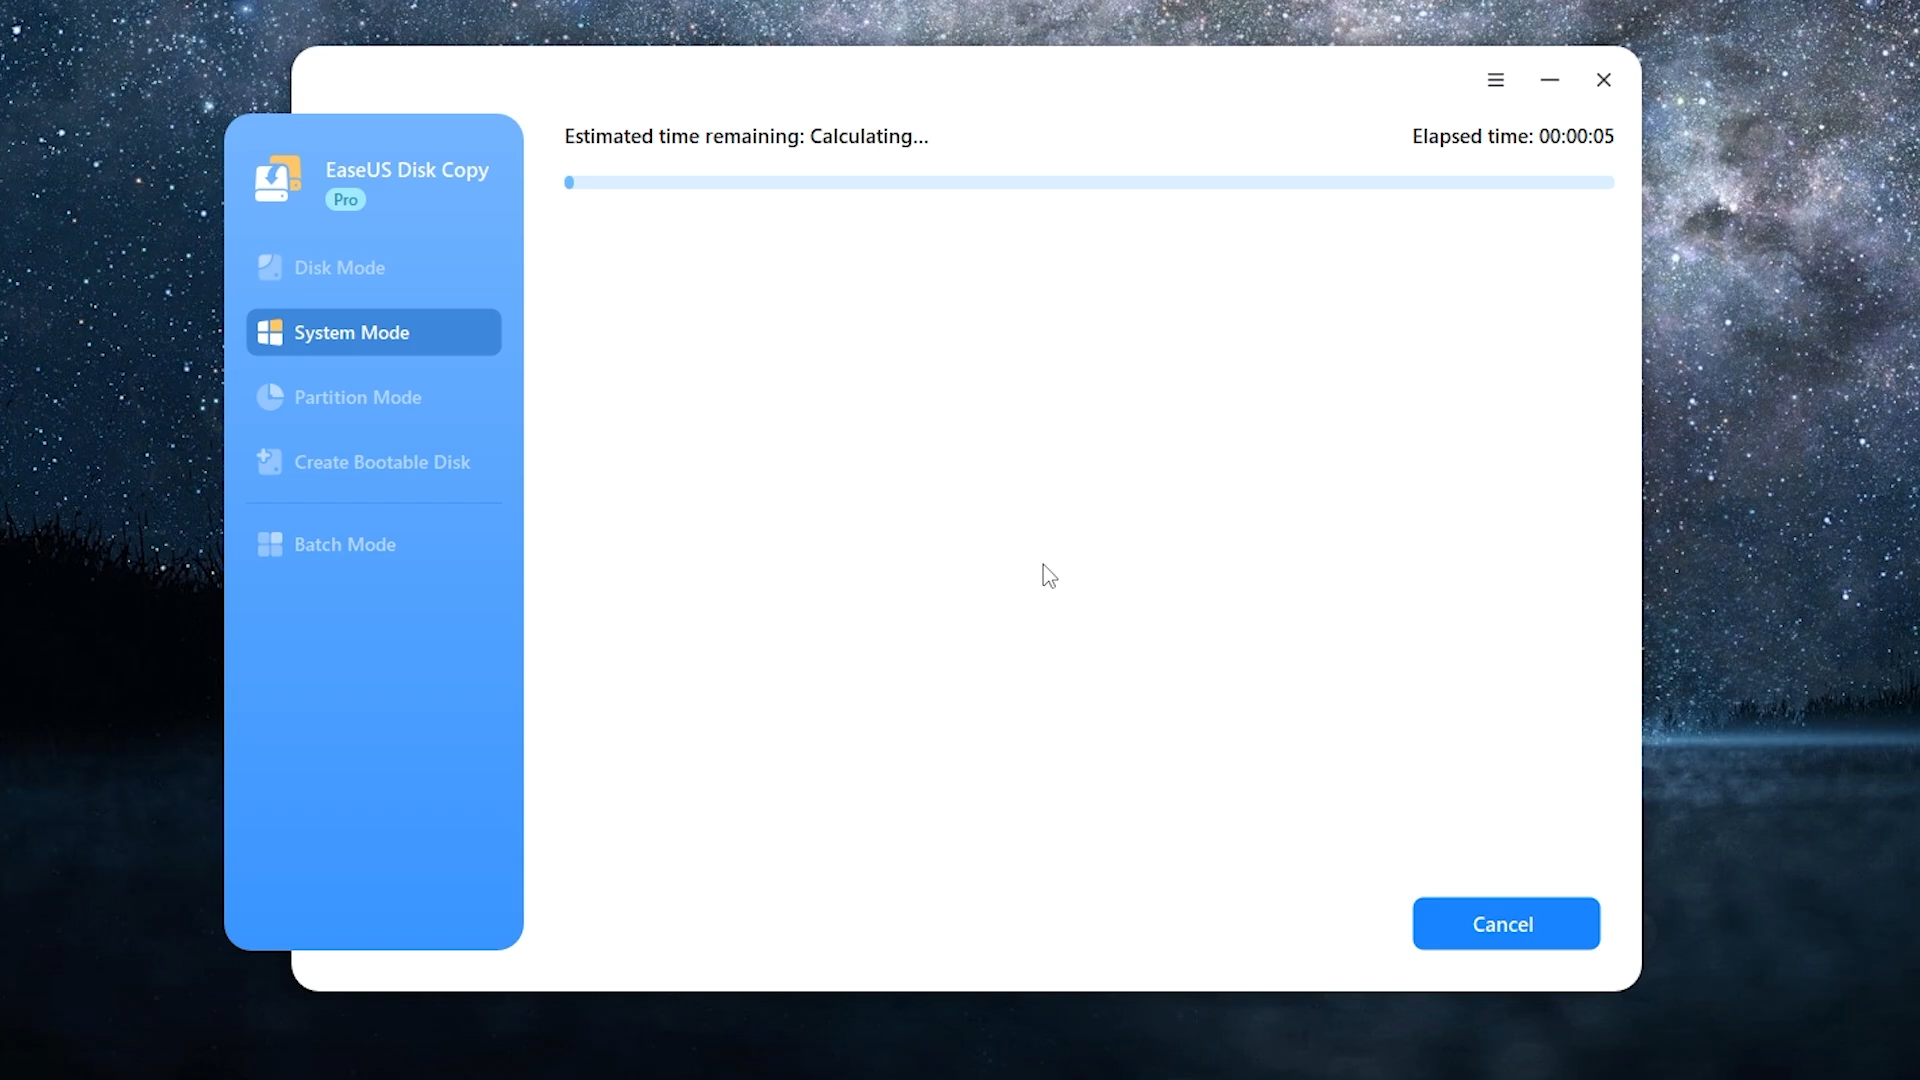 Estimated time remaining: Calculating...
Elapsed time: 00:00:05
EaseUS Disk Copy
Pro
Disk Mode
System Mode
Partition Mode
Create Bootable Disk
Batch Mode
Cancel